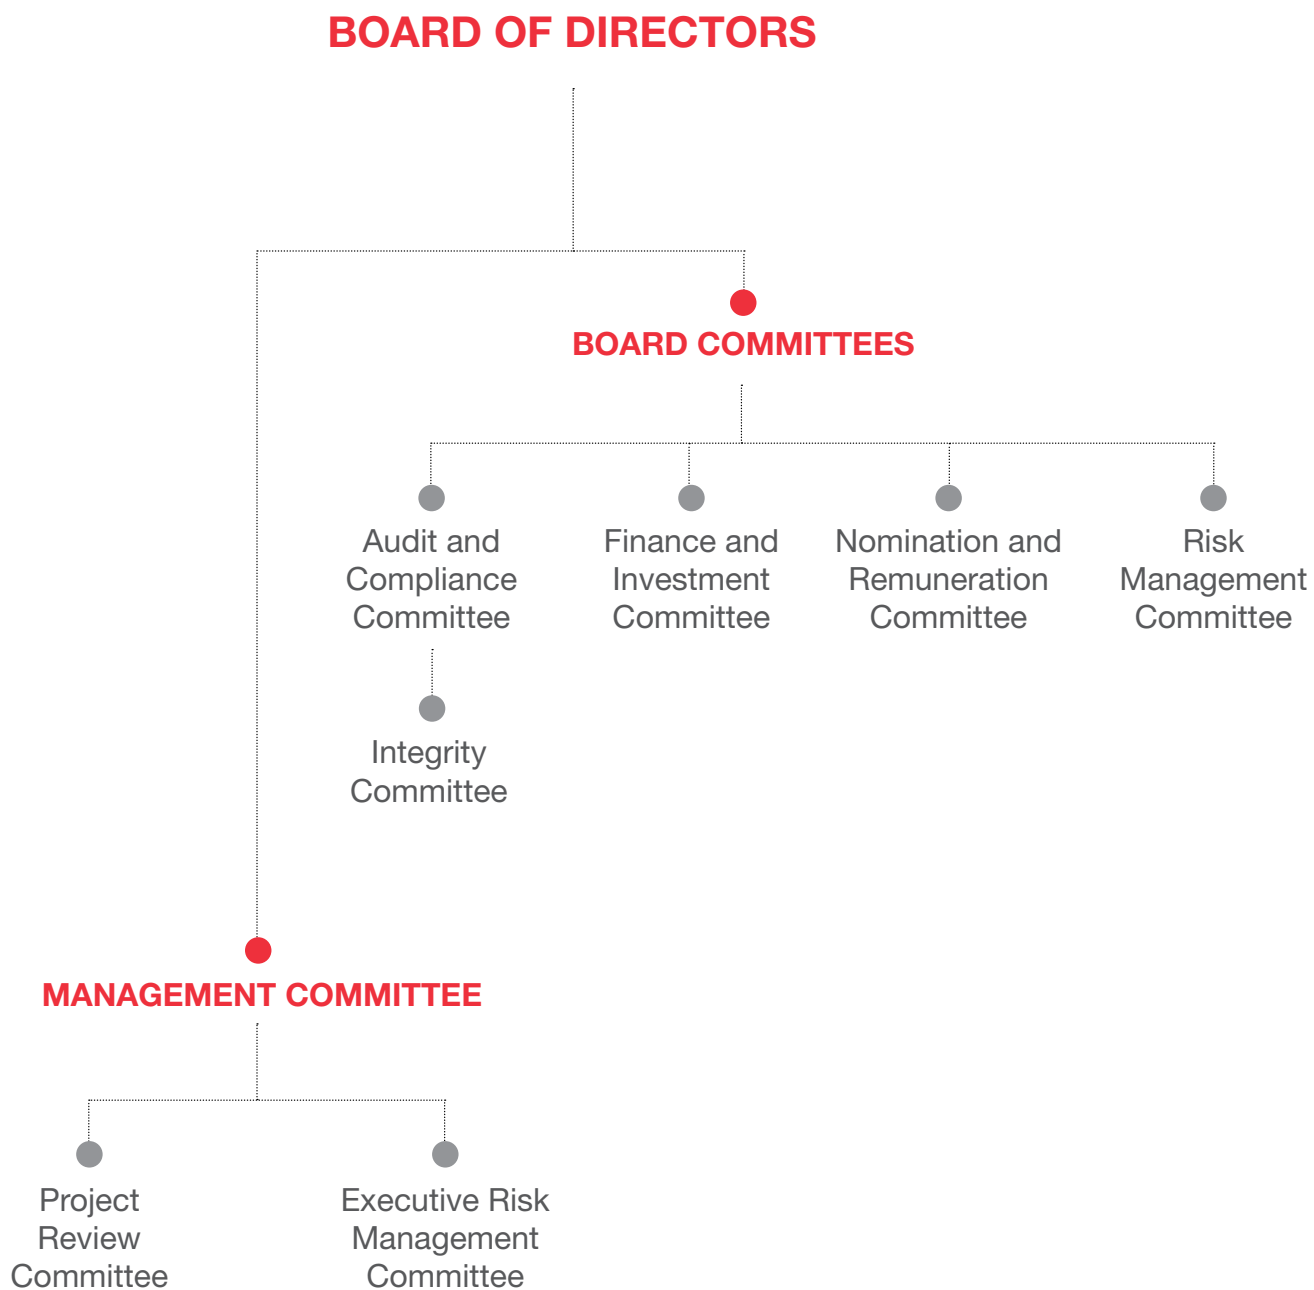 BOARD OF DIRECTORS
BOARD COMMITTEES
Audit and
Compliance
Committee
Finance and
Investment
Committee
Nomination and
Remuneration
Committee
Risk
Management
Committee
Integrity
Committee
MANAGEMENT COMMITTEE
Project
Review
Committee
Executive Risk
Management
Committee